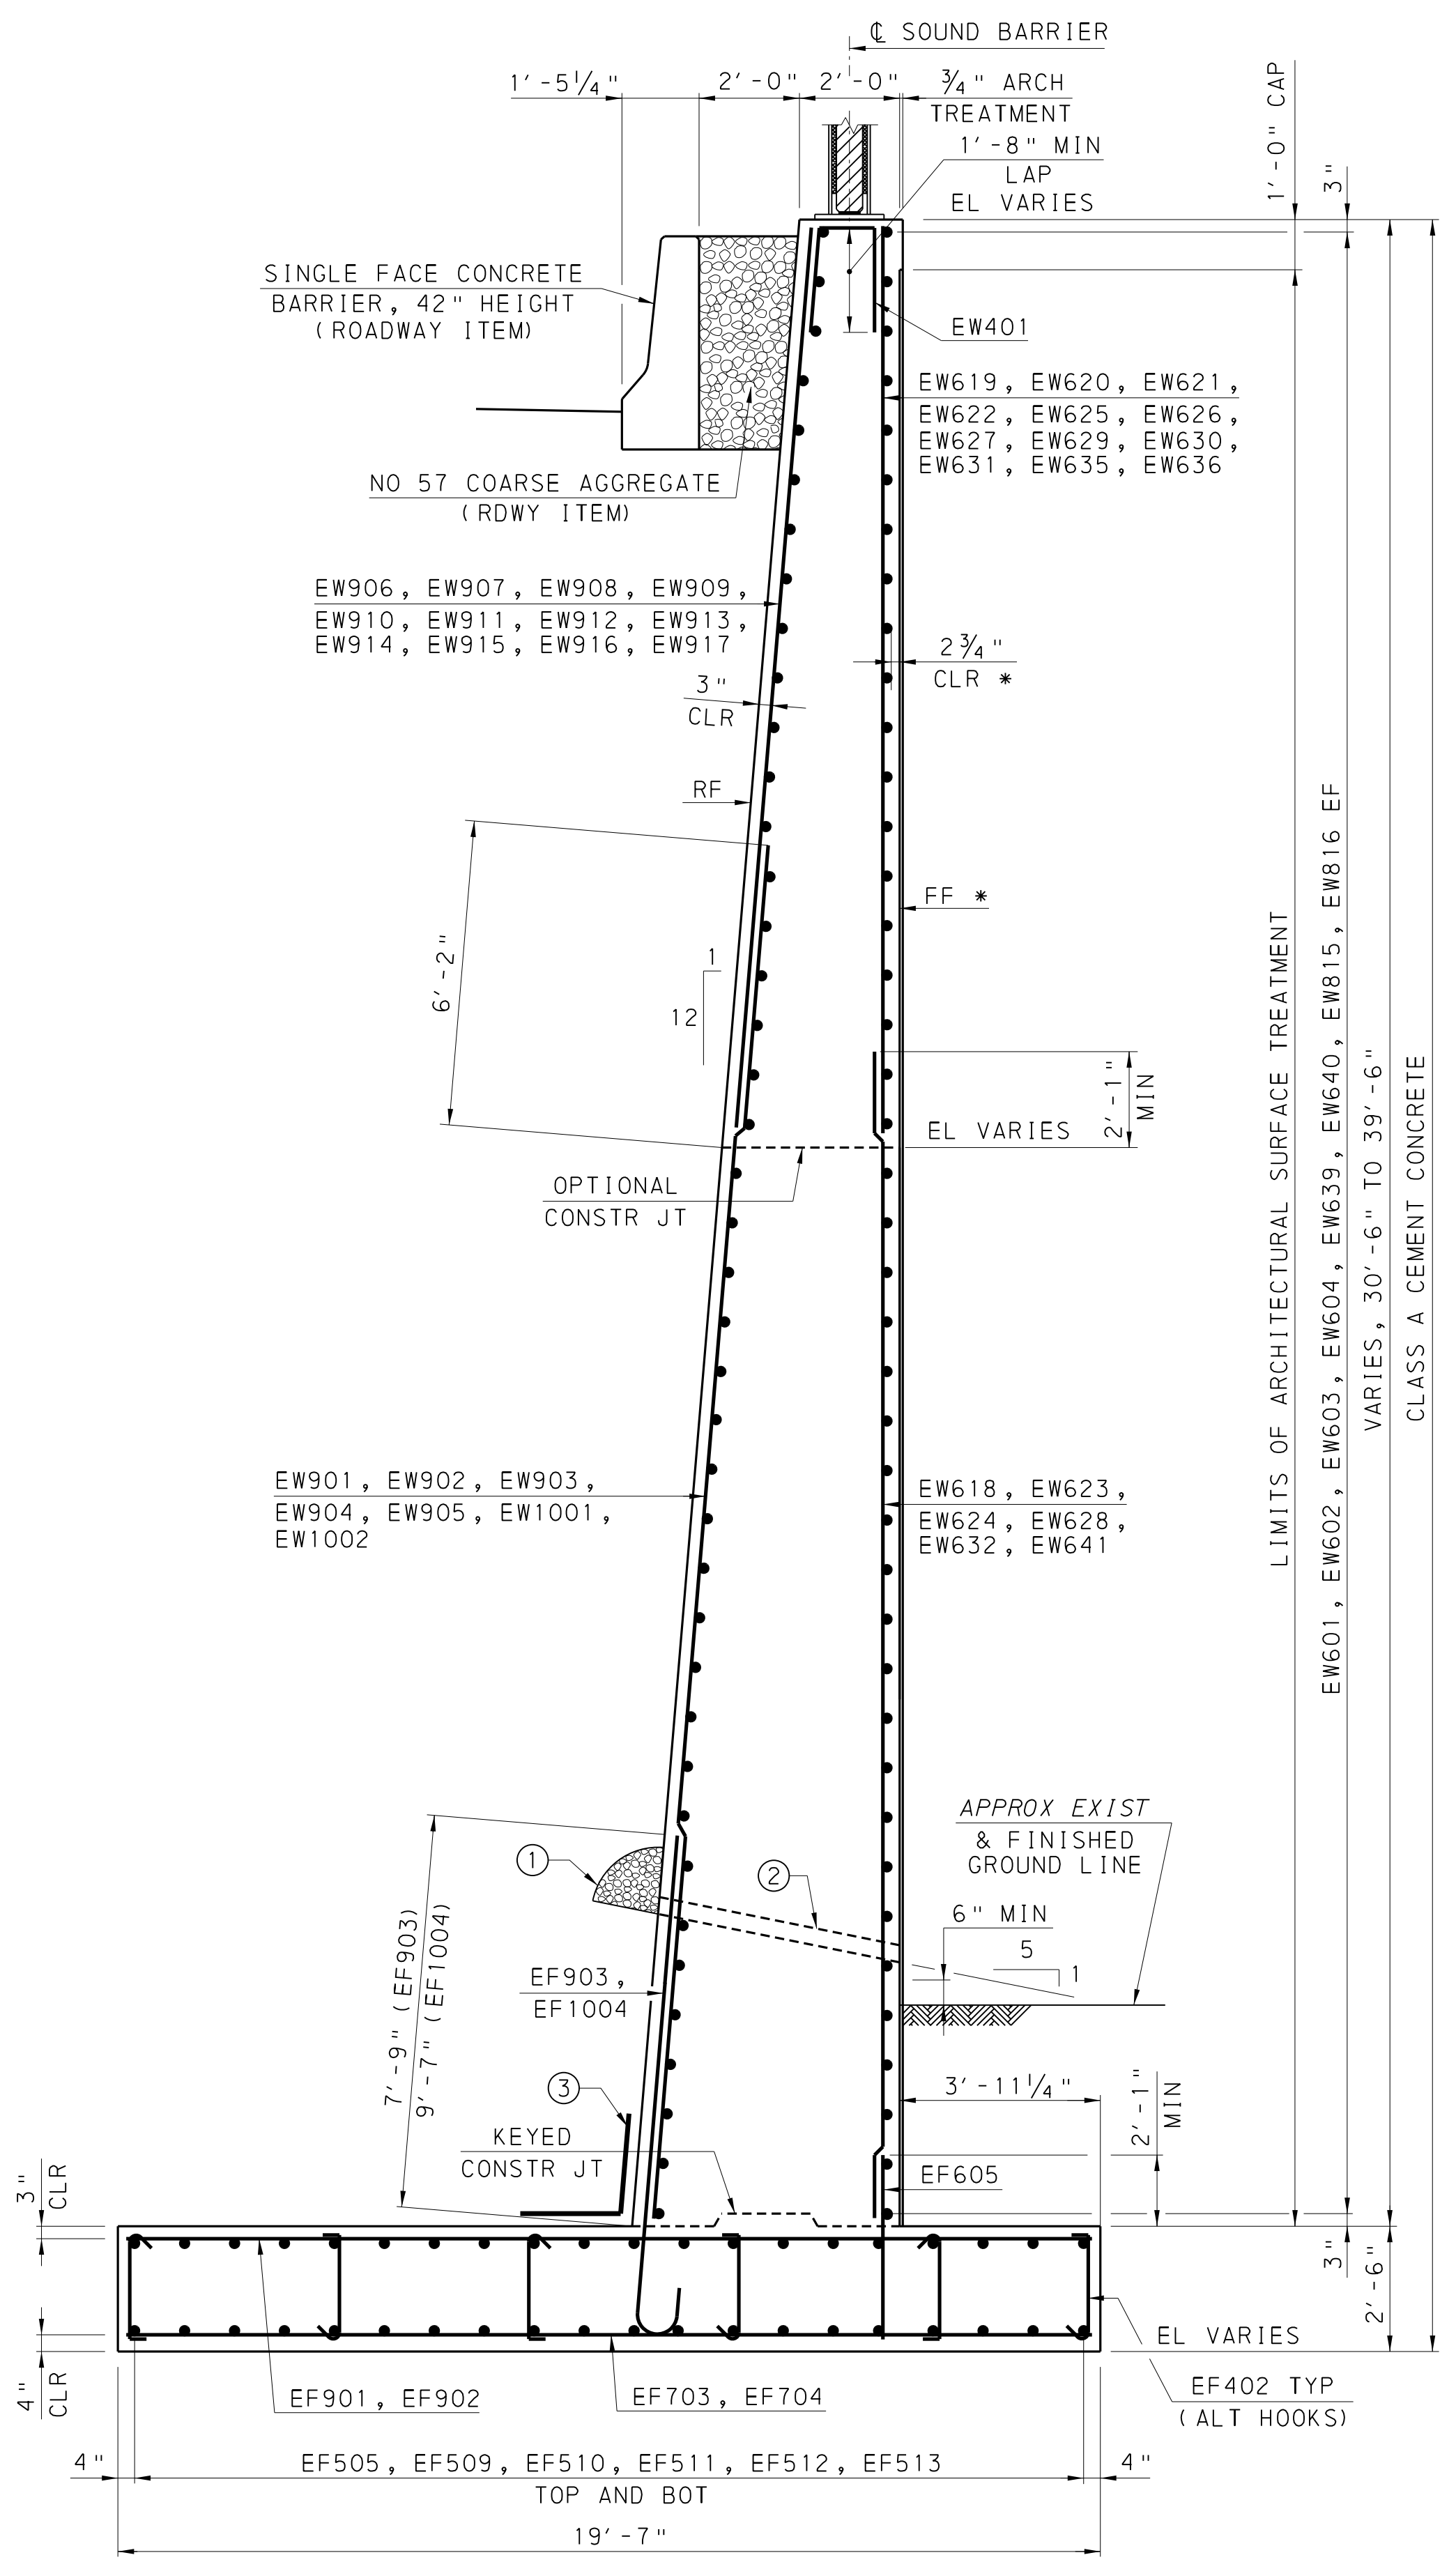 ℄ SOUND BARRIER
1'-5¼"
2'-0"
2'-0"
¾" ARCH
TREATMENT
1'-8" MIN
LAP
EL VARIES
1'-0" CAP
3"
SINGLE FACE CONCRETE
BARRIER, 42" HEIGHT
(ROADWAY ITEM)
EW401
EW619, EW620, EW621,
EW622, EW625, EW626,
EW627, EW629, EW630,
EW631, EW635, EW636
NO 57 COARSE AGGREGATE
(RDWY ITEM)
EW906, EW907, EW908, EW909,
EW910, EW911, EW912, EW913,
EW914, EW915, EW916, EW917
2¾"
CLR *
3"
CLR
RF
FF *
6'-2"
1
12
2'-1"
MIN
EL VARIES
OPTIONAL
CONSTR JT
LIMITS OF ARCHITECTURAL SURFACE TREATMENT
EW601, EW602, EW603, EW604, EW639, EW640, EW815, EW816 EF
VARIES, 30'-6" TO 39'-6"
CLASS A CEMENT CONCRETE
EW901, EW902, EW903,
EW904, EW905, EW1001,
EW1002
EW618, EW623,
EW624, EW628,
EW632, EW641
APPROX EXIST
& FINISHED
GROUND LINE
1
2
6" MIN
5
1
7'-9" (EF903)
9'-7" (EF1004)
EF903,
EF1004
3
3'-11¼"
2'-1"
MIN
KEYED
CONSTR JT
EF605
3"
CLR
3"
2'-6"
4"
CLR
EL VARIES
EF901, EF902
EF703, EF704
EF402 TYP
(ALT HOOKS)
4"
EF505, EF509, EF510, EF511, EF512, EF513
TOP AND BOT
4"
19'-7"